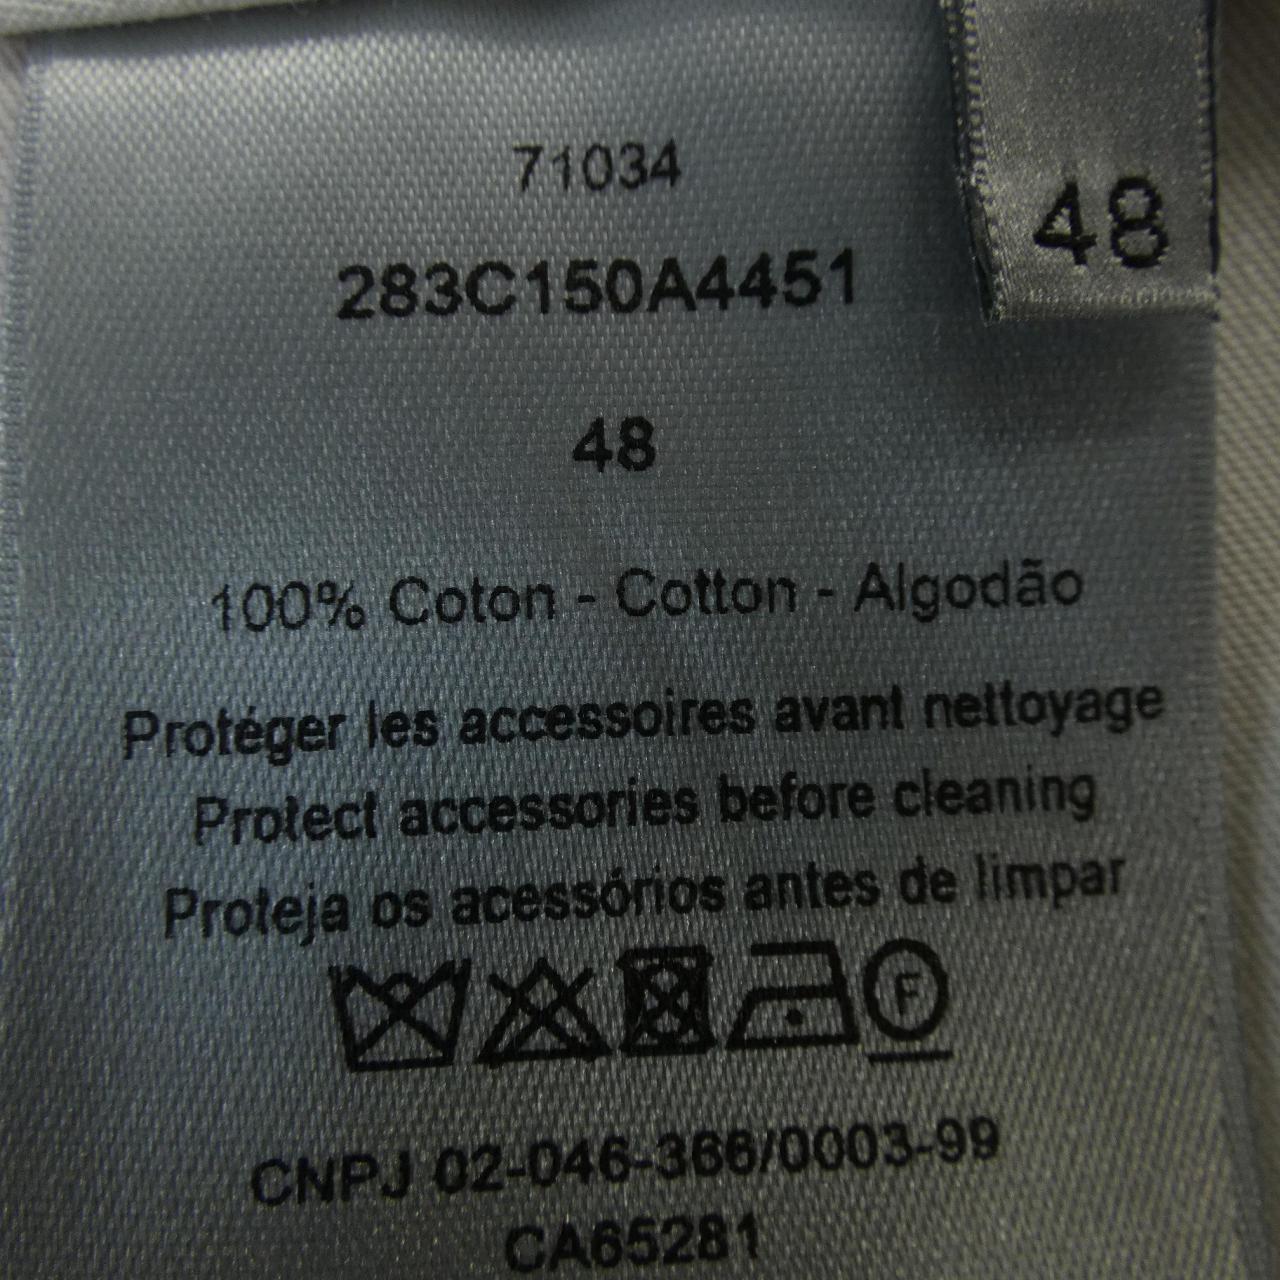 71034
48
283C150A4451
48
100% Coton - Cotton - Algodão
Protéger les accessoires avant nettoyage
Protect accessories before cleaning
Proteja os acessórios antes de limpar
F
CNPJ 02-046-366/0003-99
CA65281